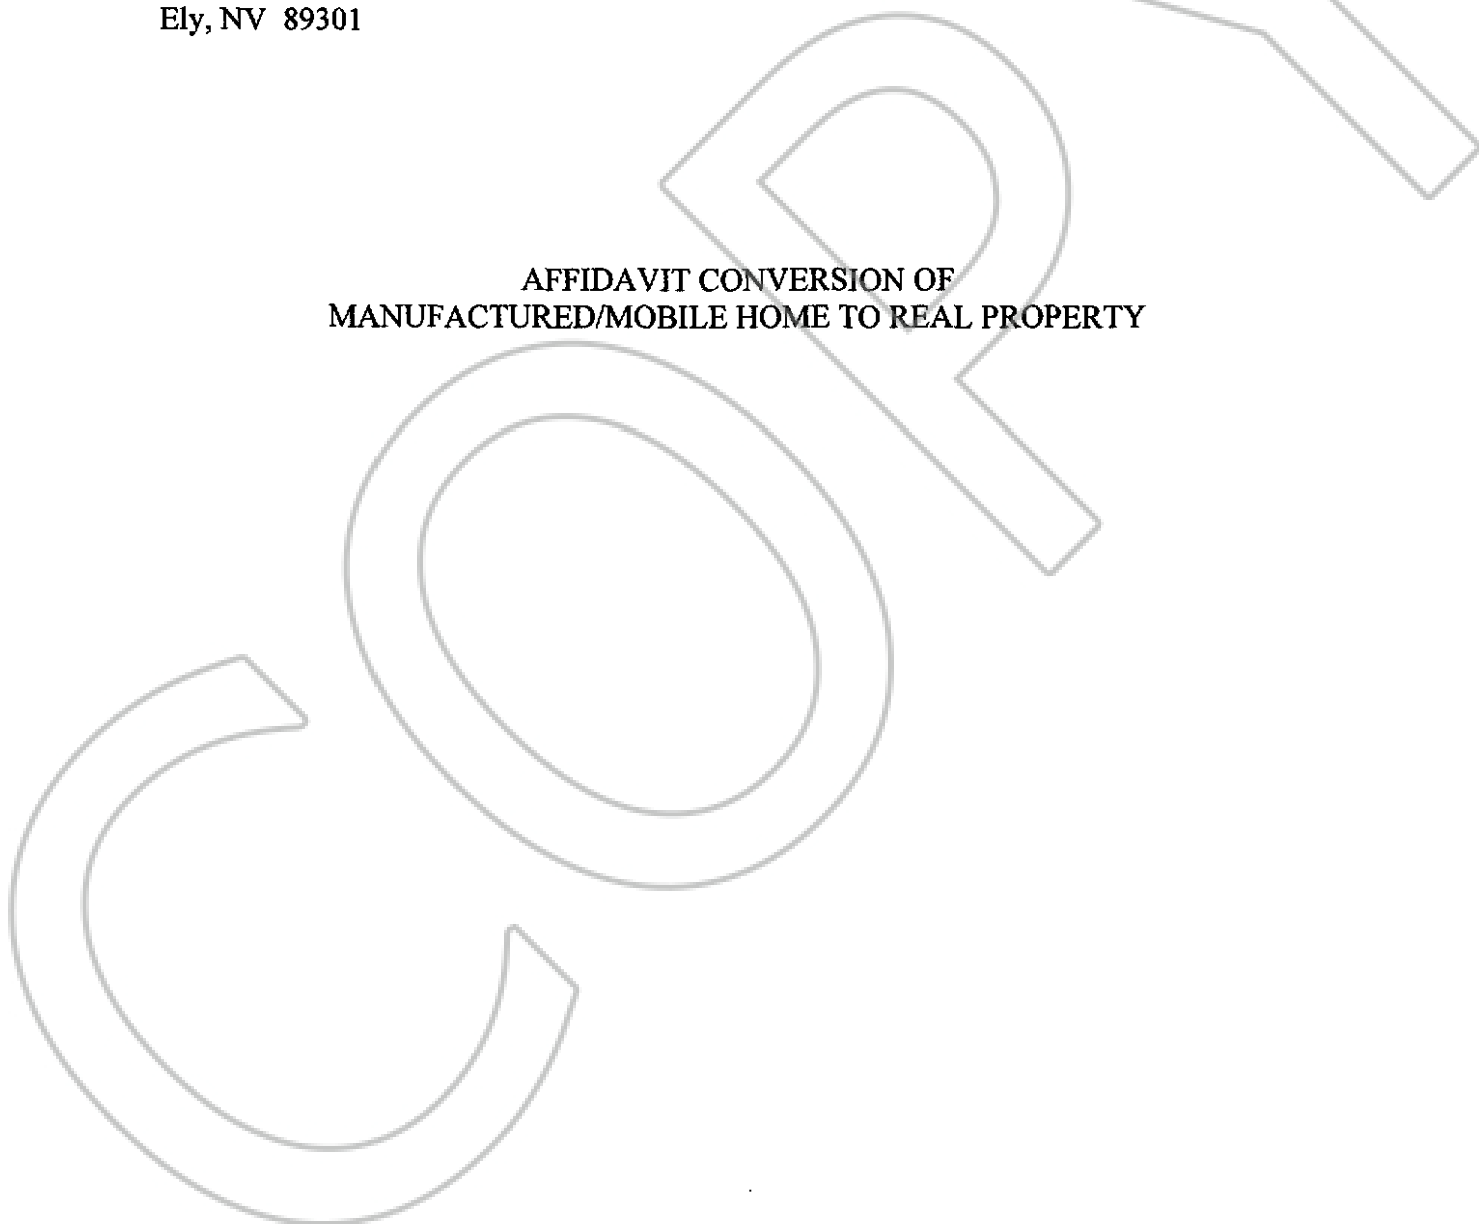 Ely, NV 89301
AFFIDAVIT CONVERSION OF
MANUFACTURED/MOBILE HOME TO REAL PROPERTY
COPY